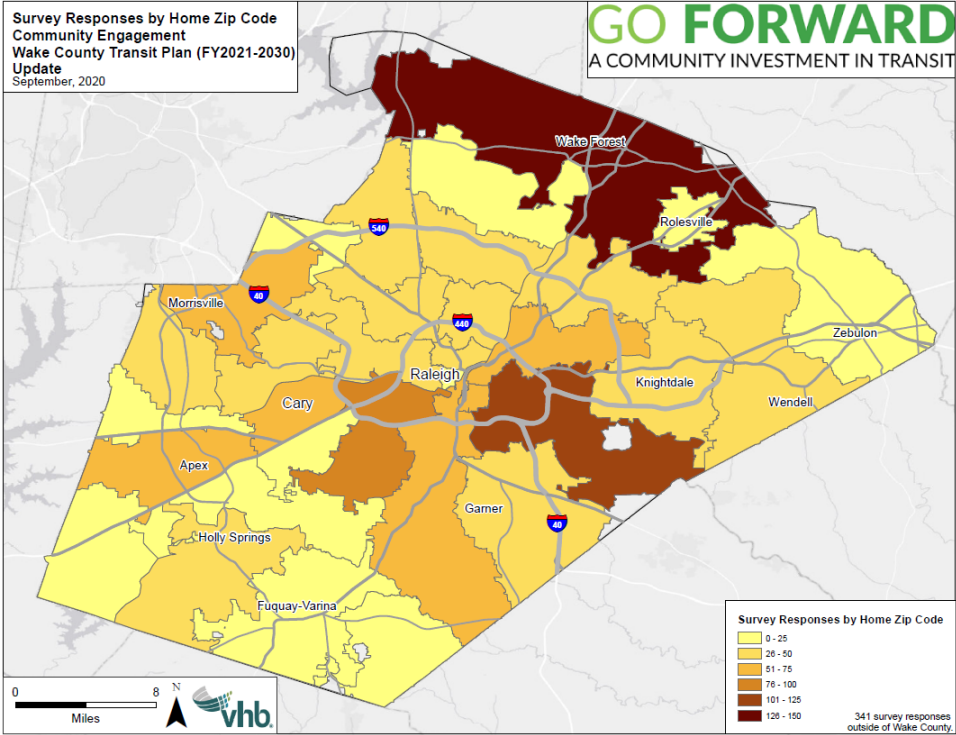 Survey Responses by Home Zip Code
Community Engagement
Wake County Transit Plan (FY2021-2030)
Update
September, 2020
GO FORWARD
A COMMUNITY INVESTMENT IN TRANSIT
Wake Forest
Rolesville
540
40
Morrisville
440
Zebulon
Raleigh
Knightdale
Cary
Wendell
Apex
Garner
40
Holly Springs
Fuquay-Varina
Survey Responses by Home Zip Code
0 - 25
26 - 50
51 - 75
76 - 100
101 - 125
126 - 150
341 survey responses
outside of Wake County.
0 8
Miles
N
vhb